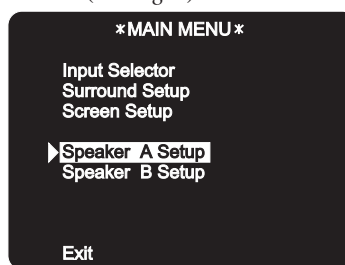 *MAIN MENU*
Input Selector
Surround Setup
Screen Setup
Speaker A Setup
Speaker B Setup
Exit